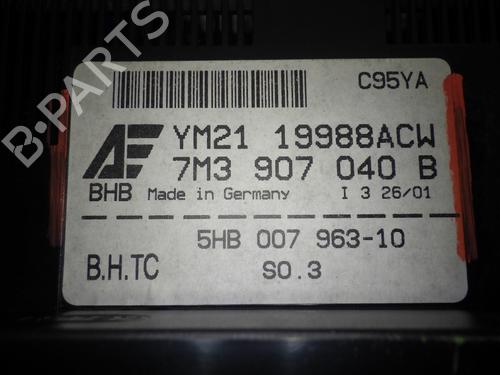 B-PARTS
C95YA
AE YM21 19988ACW
7M3 907 040 B
BHB Made in Germany I 3 26/01
5HB 007 963-10
B.H.TC SO.3